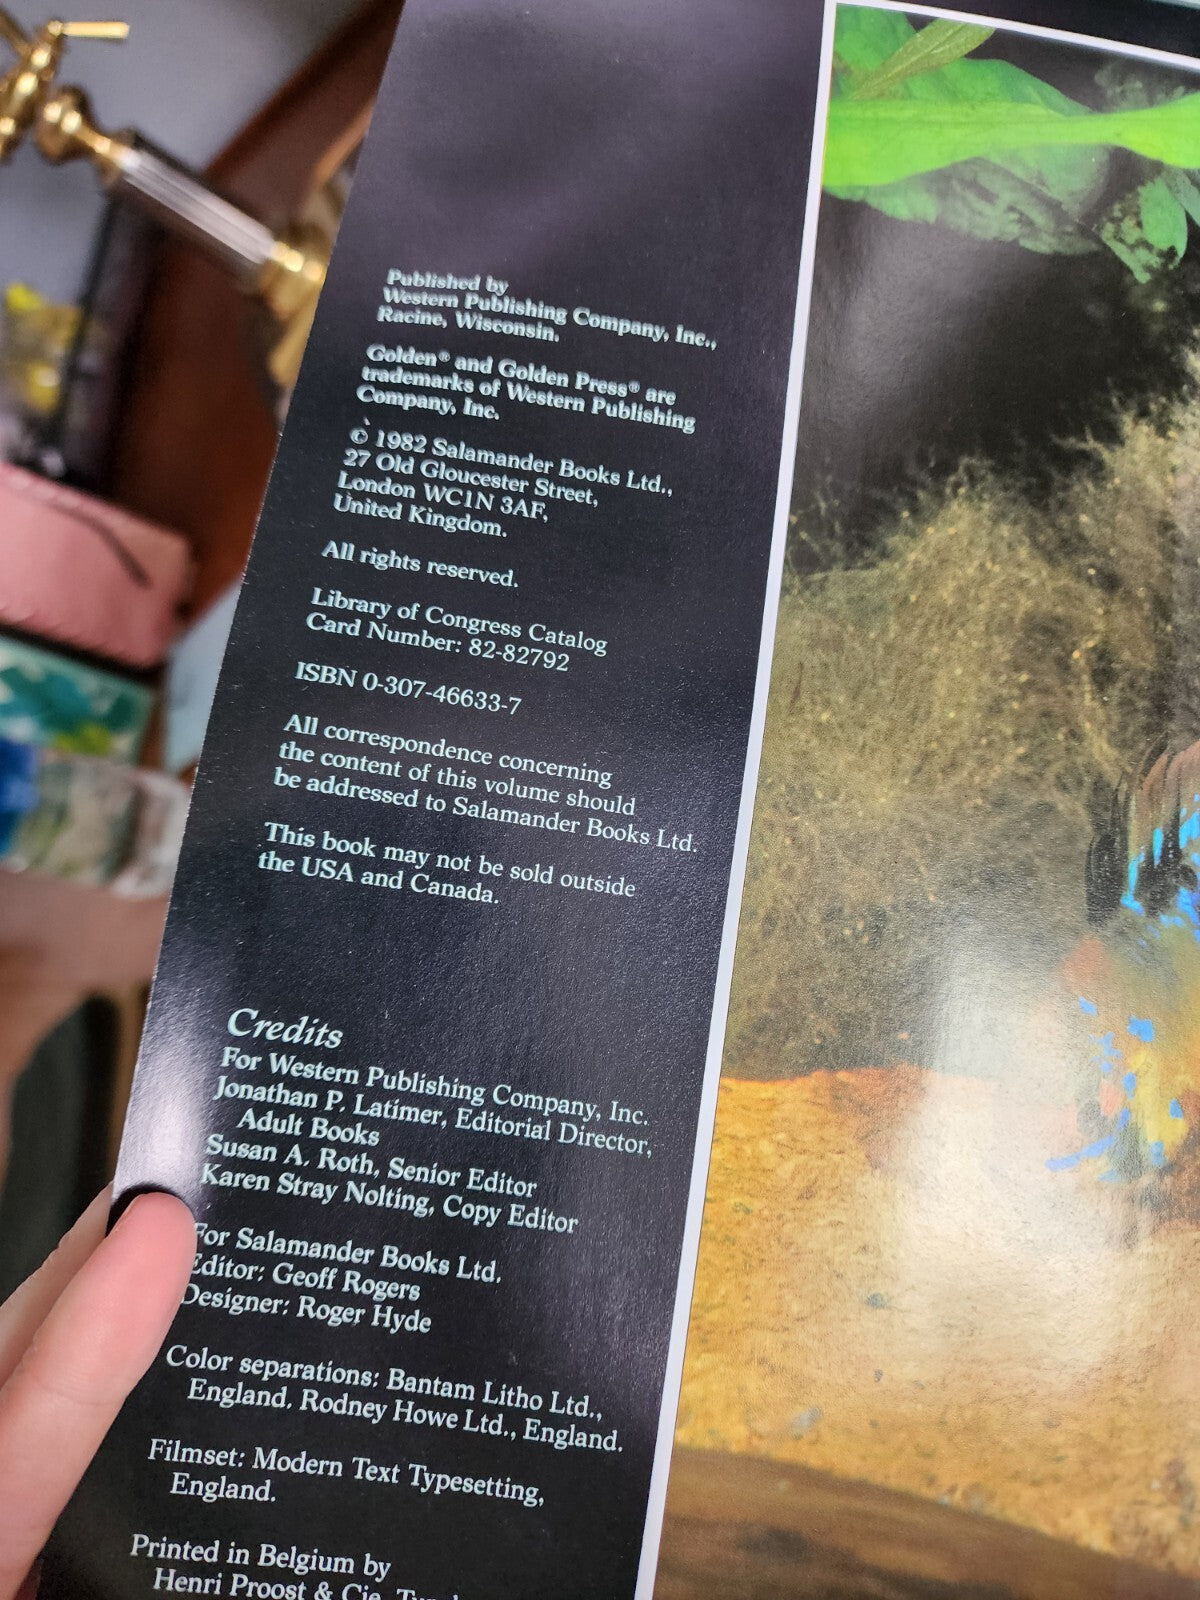 Published by
Western Publishing Company, Inc.,
Racine, Wisconsin.
Golden® and Golden Press® are
trademarks of Western Publishing
Company, Inc.
© 1982 Salamander Books Ltd.,
27 Old Gloucester Street,
London WC1N 3AF,
United Kingdom.
All rights reserved.
Library of Congress Catalog
Card Number: 82-82792
ISBN 0-307-46633-7
All correspondence concerning
the content of this volume should
be addressed to Salamander Books Ltd.
This book may not be sold outside
the USA and Canada.
Credits
For Western Publishing Company, Inc.
Jonathan P. Latimer, Editorial Director,
Adult Books
Susan A. Roth, Senior Editor
Karen Stray Nolting, Copy Editor
For Salamander Books Ltd.
Editor: Geoff Rogers
Designer: Roger Hyde
Color separations: Bantam Litho Ltd.,
England. Rodney Howe Ltd., England.
Filmset: Modern Text Typesetting,
England.
Printed in Belgium by
Henri Proost & Cie,